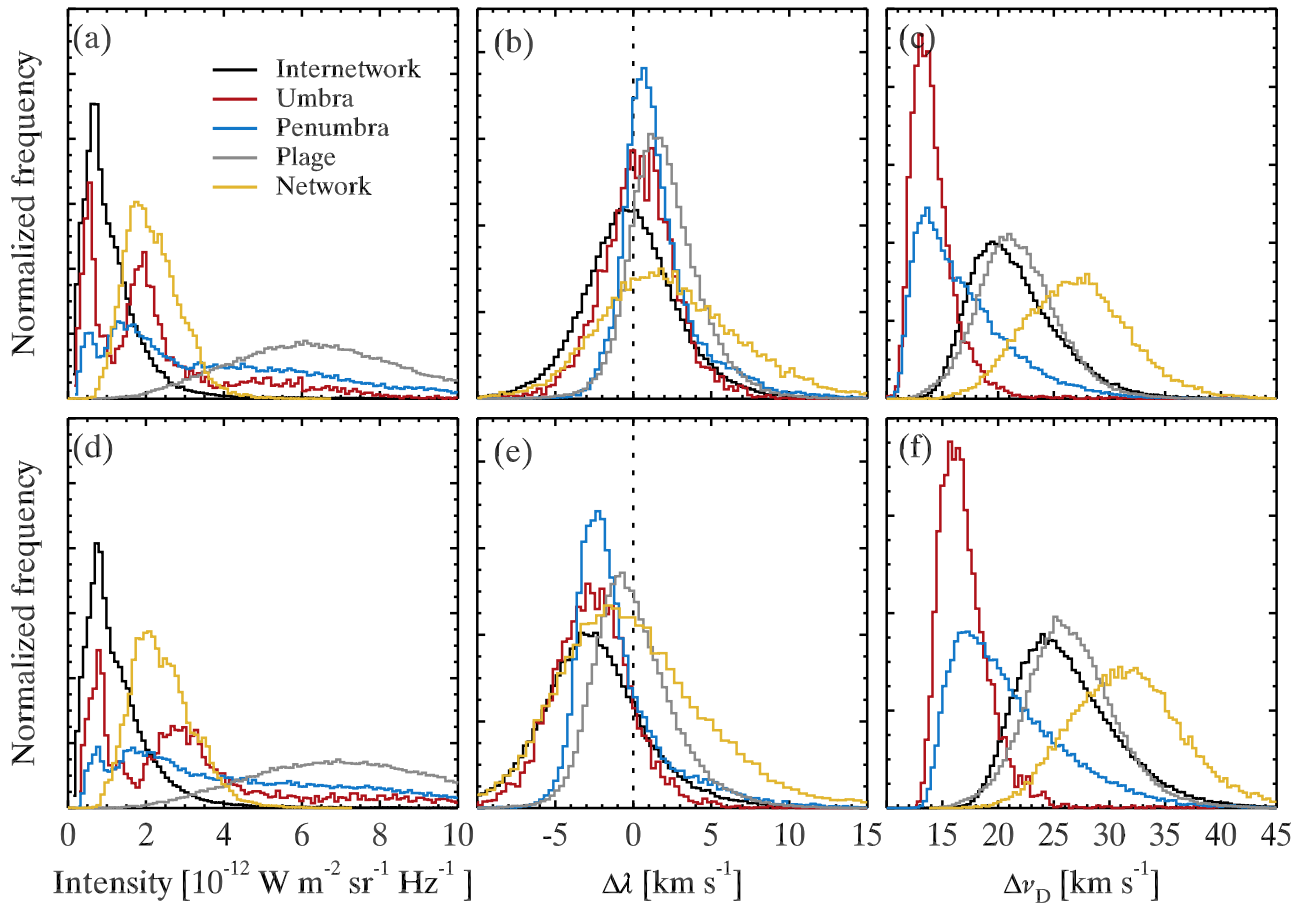 (a)
Internetwork
Umbra
Penumbra
Plage
Network
(b)
(c)
Normalized frequency
(d)
(e)
(f)
Normalized frequency
0 2 4 6 8 10
-5 0 5 10 15
15 20 25 30 35 40 45
Intensity [10⁻¹² W m⁻² sr⁻¹ Hz⁻¹ ]
Δλ [km s⁻¹]
Δν_D [km s⁻¹]